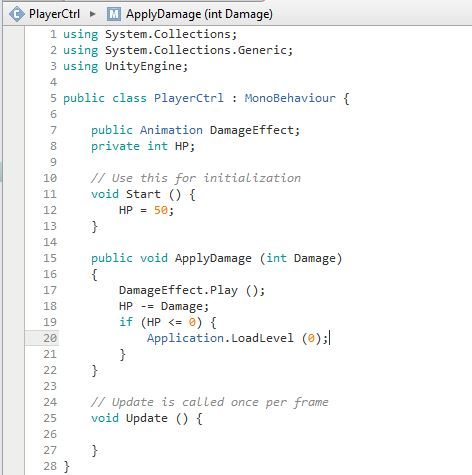 PlayerCtrl ▸ M ApplyDamage (int Damage)
1 using System.Collections;
2 using System.Collections.Generic;
3 using UnityEngine;
4
5 public class PlayerCtrl : MonoBehaviour {
6
7     public Animation DamageEffect;
8     private int HP;
9
10     // Use this for initialization
11     void Start () {
12         HP = 50;
13     }
14
15     public void ApplyDamage (int Damage)
16     {
17         DamageEffect.Play ();
18         HP -= Damage;
19         if (HP <= 0) {
20             Application.LoadLevel (0);
21         }
22     }
23
24     // Update is called once per frame
25     void Update () {
26
27     }
28 }